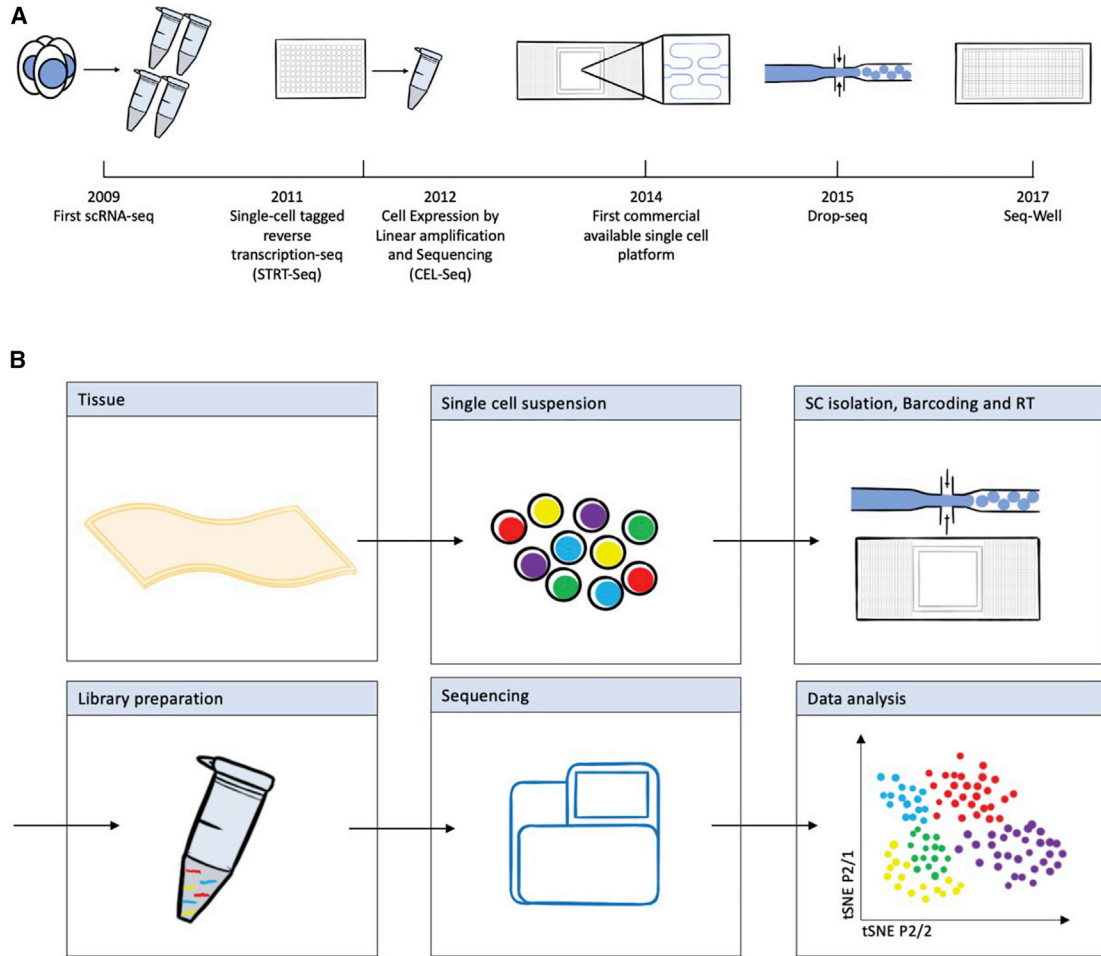 A
2009
First scRNA-seq
2011
Single-cell tagged
reverse
transcription-seq
(STRT-Seq)
2012
Cell Expression by
Linear amplification
and Sequencing
(CEL-Seq)
2014
First commercial
available single cell
platform
2015
Drop-seq
2017
Seq-Well
B
Tissue
Single cell suspension
SC isolation, Barcoding and RT
Library preparation
Sequencing
Data analysis
tSNE P2/1
tSNE P2/2